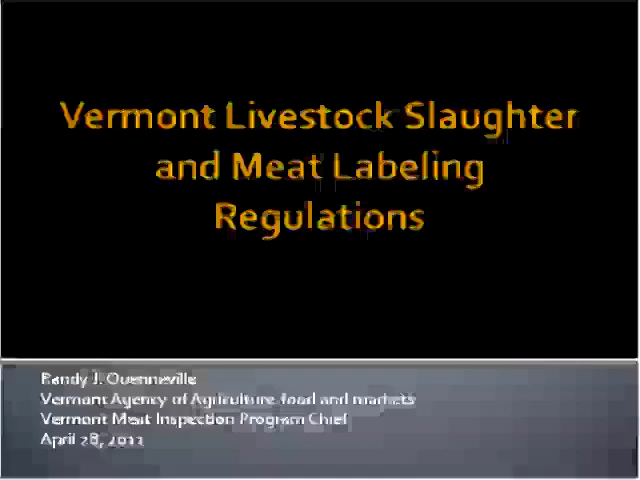 Vermont Livestock Slaughter
and Meat Labeling
Regulations
Randy J. Quenneville
Vermont Agency of Agriculture food and markets
Vermont Meat Inspection Program Chief
April 28,